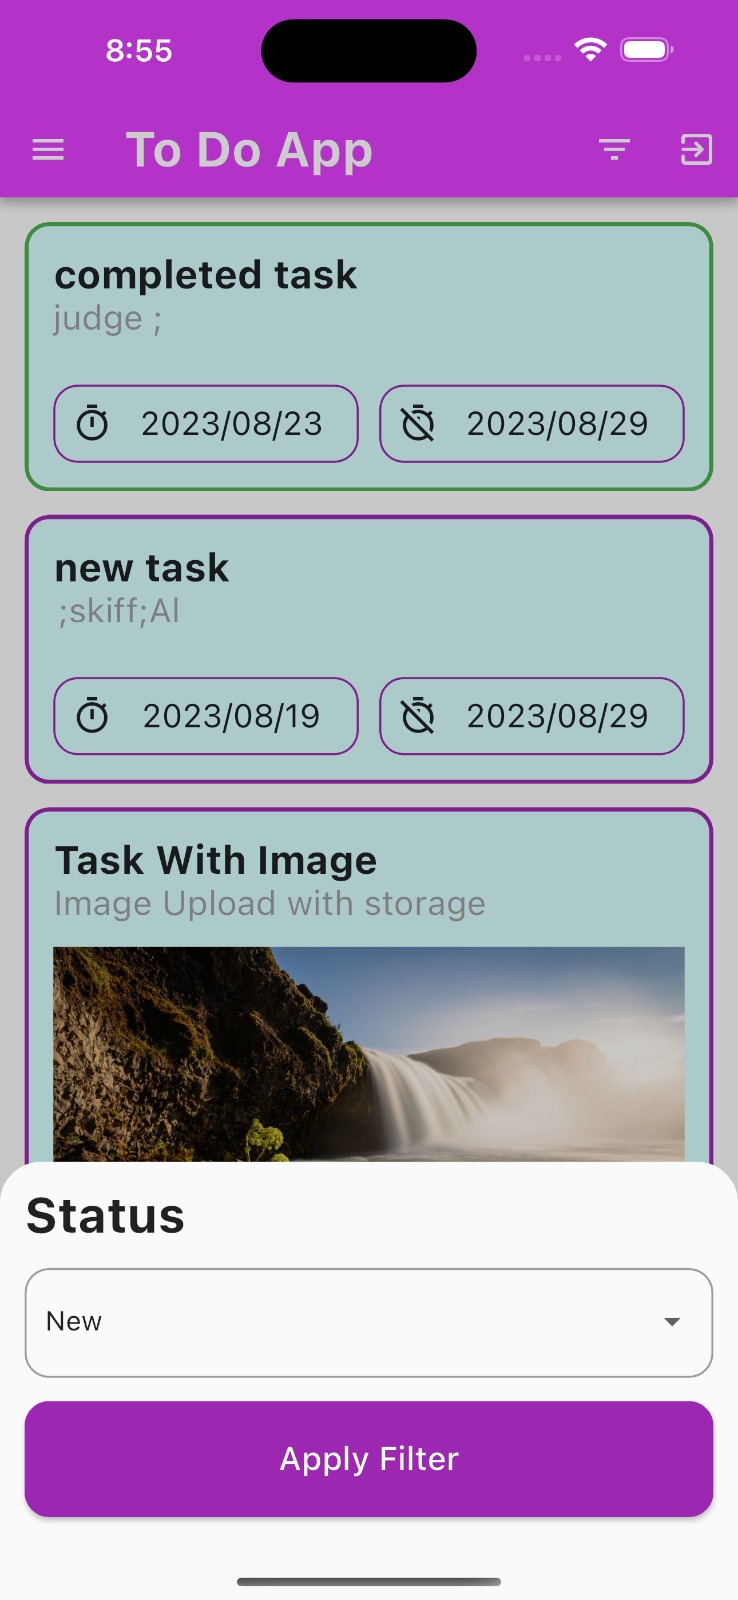 8:55
To Do App
completed task
judge ;
2023/08/23 2023/08/29
new task
;skiff;Al
2023/08/19 2023/08/29
Task With Image
Image Upload with storage
Status
New
Apply Filter